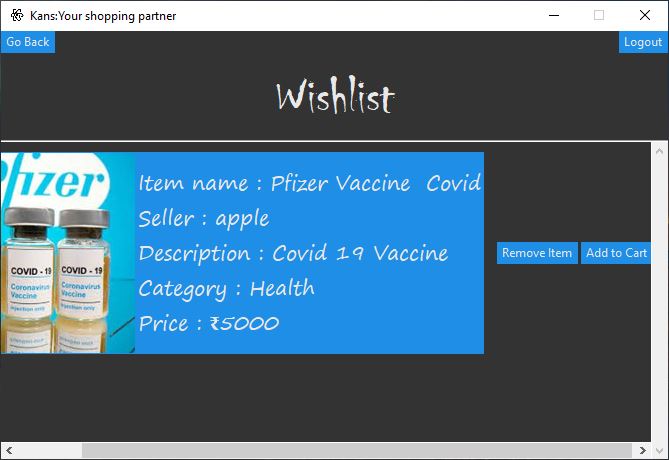 Kans:Your shopping partner
Go Back
Logout
Wishlist
Pfizer
COVID - 19
Coronavirus
Vaccine
injection only
COVID - 19
Coronavirus
Vaccine
injection only
Item name : Pfizer Vaccine  Covid
Seller : apple
Description : Covid 19 Vaccine
Category : Health
Price : ₹5000
Remove Item
Add to Cart